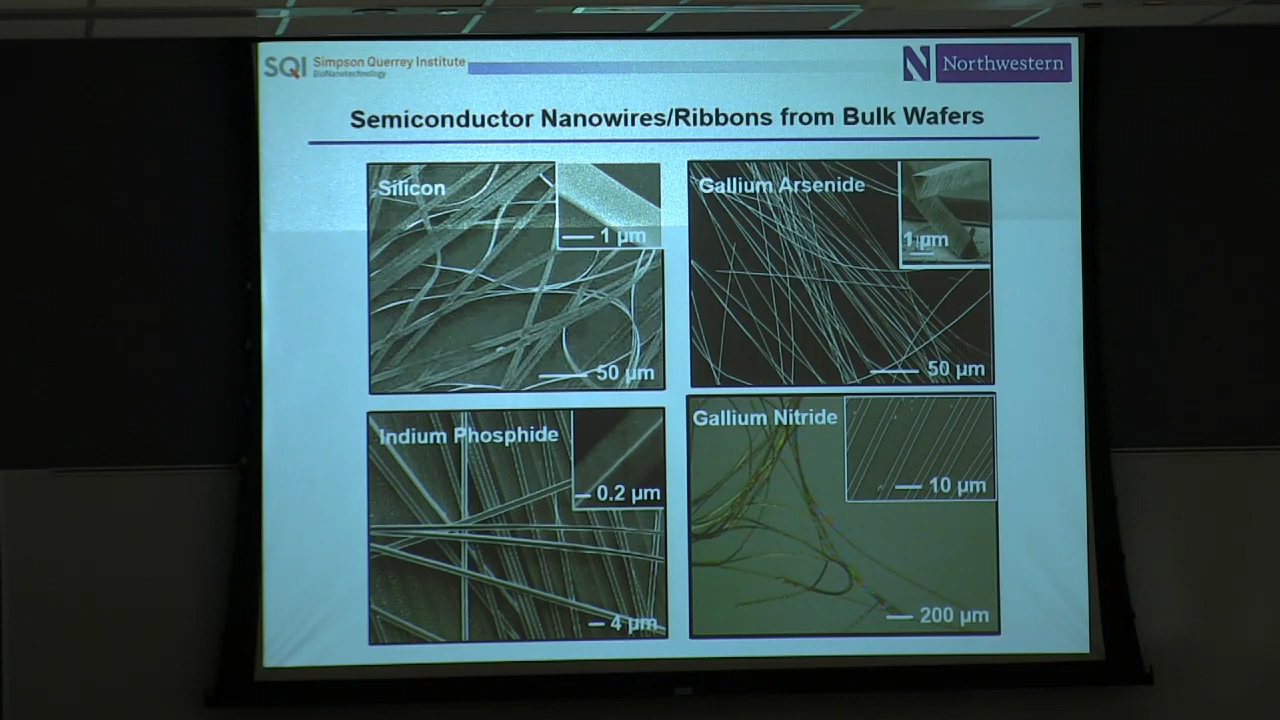 SQI Simpson Querrey Institute
BioNanotechnology
N Northwestern
Semiconductor Nanowires/Ribbons from Bulk Wafers
Silicon
1 µm
50 µm
Gallium Arsenide
1 µm
50 µm
Indium Phosphide
0.2 µm
4 µm
Gallium Nitride
10 µm
200 µm